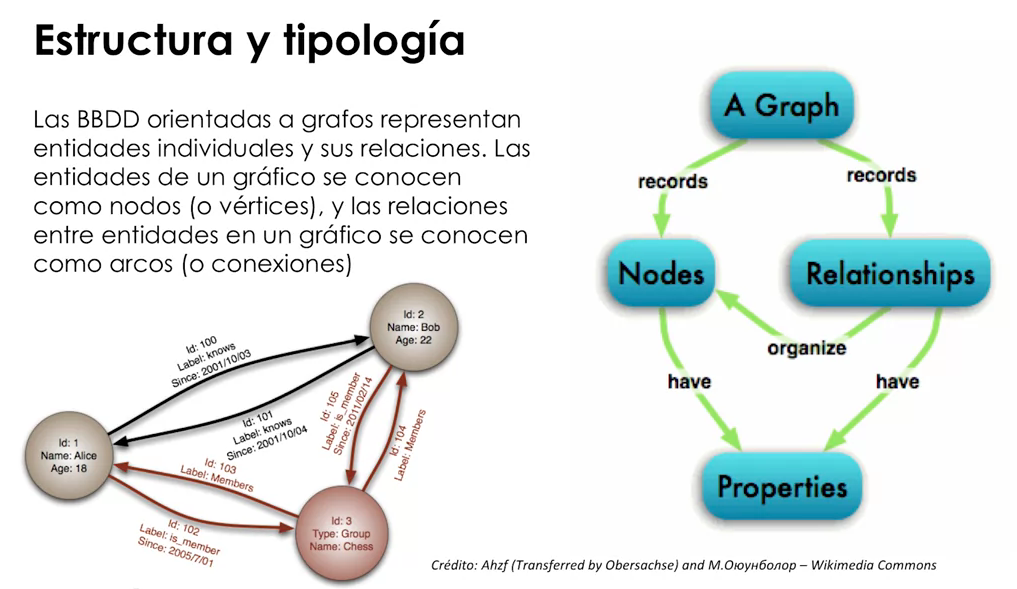 Estructura y tipología
Las BBDD orientadas a grafos representan
entidades individuales y sus relaciones. Las
entidades de un gráfico se conocen
como nodos (o vértices), y las relaciones
entre entidades en un gráfico se conocen
como arcos (o conexiones)
Id: 2
Name: Bob
Age: 22
Id: 100
Label: knows
Since: 2001/10/03
Id: 101
Label: knows
Since: 2001/10/04
Id: 105
Label: is_member
Since: 2011/02/14
Id: 104
Label: Members
Id: 1
Name: Alice
Age: 18
Id: 103
Label: Members
Id: 102
Label: is_member
Since: 2005/7/01
Id: 3
Type: Group
Name: Chess
A Graph
records
records
Nodes
Relationships
organize
have
have
Properties
Crédito: Ahzf (Transferred by Obersachse) and М.Оюунболор – Wikimedia Commons